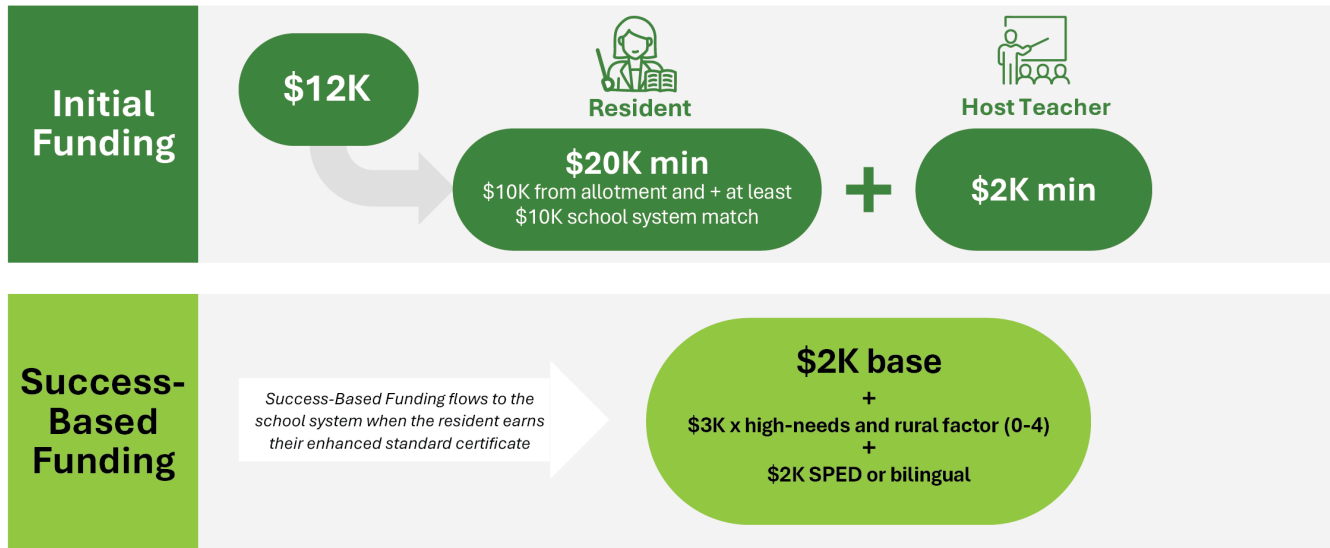 Initial
Funding
$12K
Resident
$20K min
$10K from allotment and + at least
$10K school system match
Host Teacher
$2K min
Success-
Based
Funding
Success-Based Funding flows to the
school system when the resident earns
their enhanced standard certificate
$2K base
+
$3K x high-needs and rural factor (0-4)
+
$2K SPED or bilingual